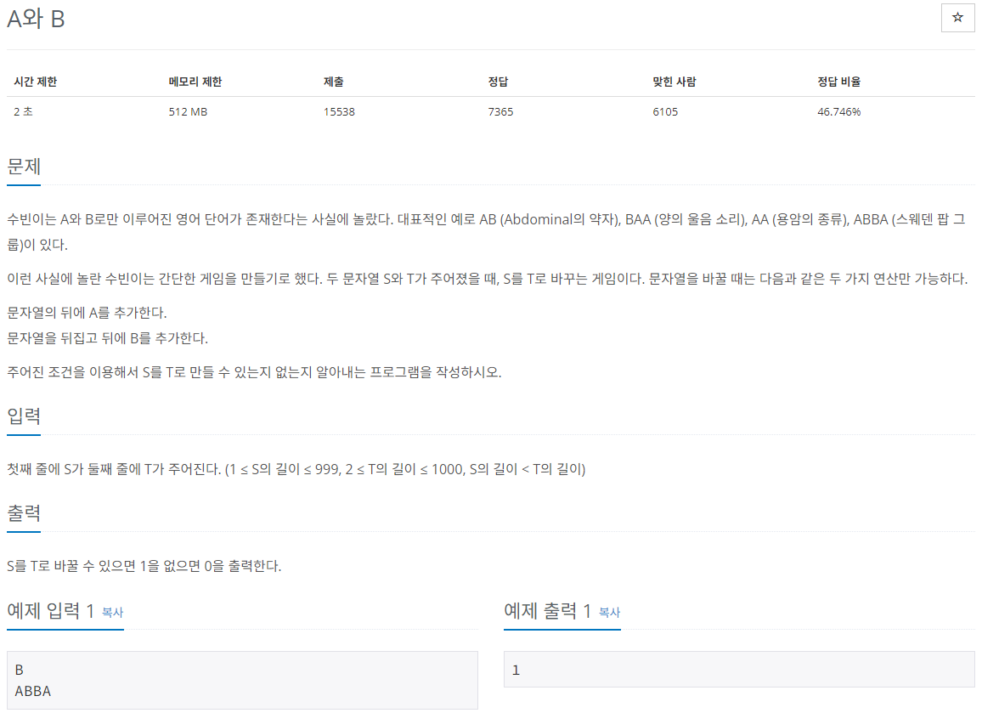 A와 B
☆
시간 제한 메모리 제한 제출 정답 맞힌 사람 정답 비율
2 초 512 MB 15538 7365 6105 46.746%
문제
수빈이는 A와 B로만 이루어진 영어 단어가 존재한다는 사실에 놀랐다. 대표적인 예로 AB (Abdominal의 약자), BAA (양의 울음 소리), AA (용암의 종류), ABBA (스웨덴 팝 그
룹)이 있다.
이런 사실에 놀란 수빈이는 간단한 게임을 만들기로 했다. 두 문자열 S와 T가 주어졌을 때, S를 T로 바꾸는 게임이다. 문자열을 바꿀 때는 다음과 같은 두 가지 연산만 가능하다.
문자열의 뒤에 A를 추가한다.
문자열을 뒤집고 뒤에 B를 추가한다.
주어진 조건을 이용해서 S를 T로 만들 수 있는지 없는지 알아내는 프로그램을 작성하시오.
입력
첫째 줄에 S가 둘째 줄에 T가 주어진다. (1 ≤ S의 길이 ≤ 999, 2 ≤ T의 길이 ≤ 1000, S의 길이 < T의 길이)
출력
S를 T로 바꿀 수 있으면 1을 없으면 0을 출력한다.
예제 입력 1 복사
B
ABBA
예제 출력 1 복사
1